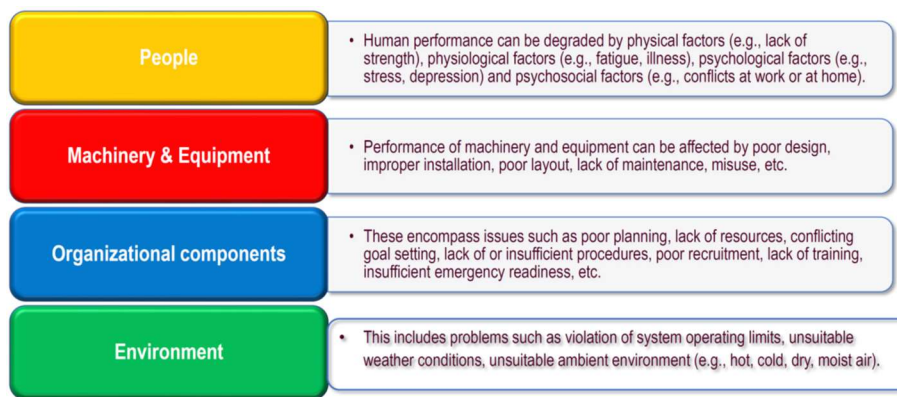 People
• Human performance can be degraded by physical factors (e.g., lack of
strength), physiological factors (e.g., fatigue, illness), psychological factors (e.g.,
stress, depression) and psychosocial factors (e.g., conflicts at work or at home).
Machinery & Equipment
• Performance of machinery and equipment can be affected by poor design,
improper installation, poor layout, lack of maintenance, misuse, etc.
Organizational components
• These encompass issues such as poor planning, lack of resources, conflicting
goal setting, lack of or insufficient procedures, poor recruitment, lack of training,
insufficient emergency readiness, etc.
Environment
• This includes problems such as violation of system operating limits, unsuitable
weather conditions, unsuitable ambient environment (e.g., hot, cold, dry, moist air).